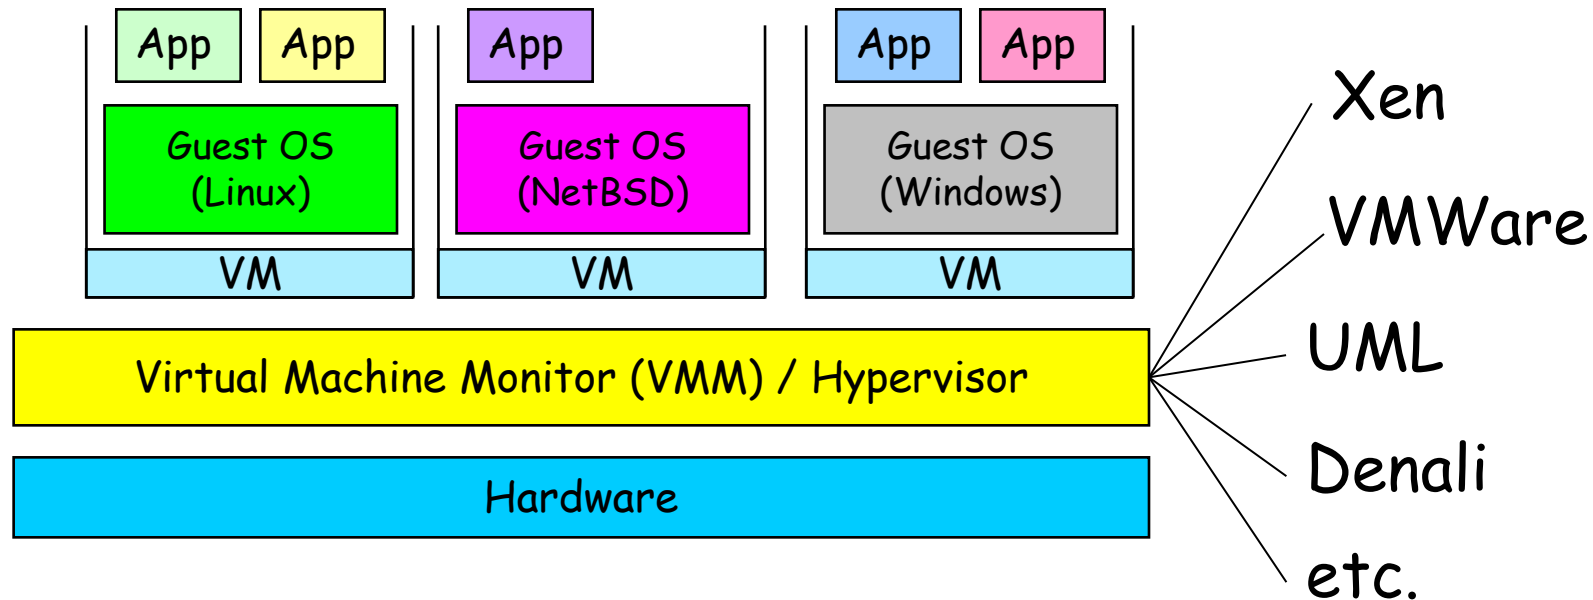 App
App
App
App
App
Guest OS
(Linux)
Guest OS
(NetBSD)
Guest OS
(Windows)
VM
VM
VM
Virtual Machine Monitor (VMM) / Hypervisor
Hardware
Xen
VMWare
UML
Denali
etc.